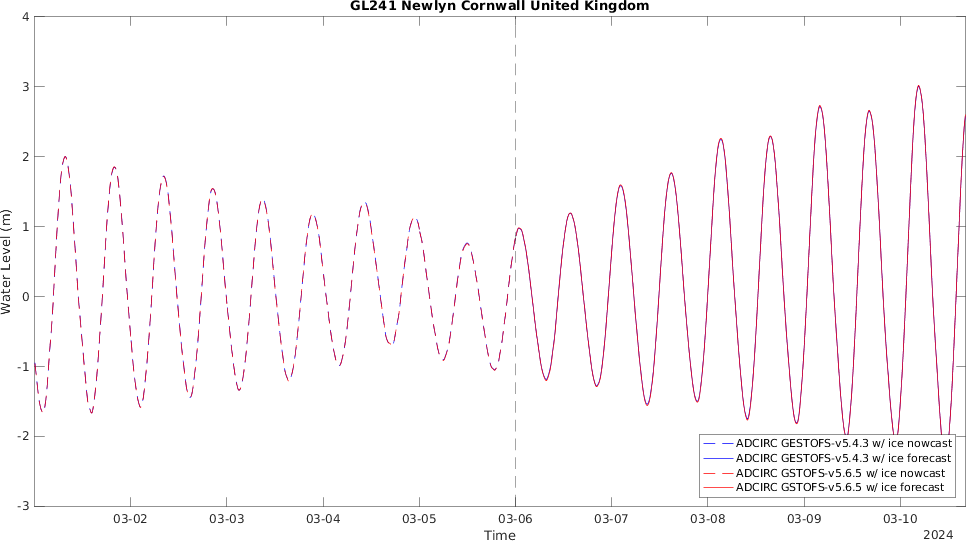 GL241 Newlyn Cornwall United Kingdom
4
3
2
1
0
-1
-2
-3
Water Level (m)
ADCIRC GESTOFS-v5.4.3 w/ ice nowcast
ADCIRC GESTOFS-v5.4.3 w/ ice forecast
ADCIRC GSTOFS-v5.6.5 w/ ice nowcast
ADCIRC GSTOFS-v5.6.5 w/ ice forecast
03-02 03-03 03-04 03-05 03-06 03-07 03-08 03-09 03-10
Time
2024